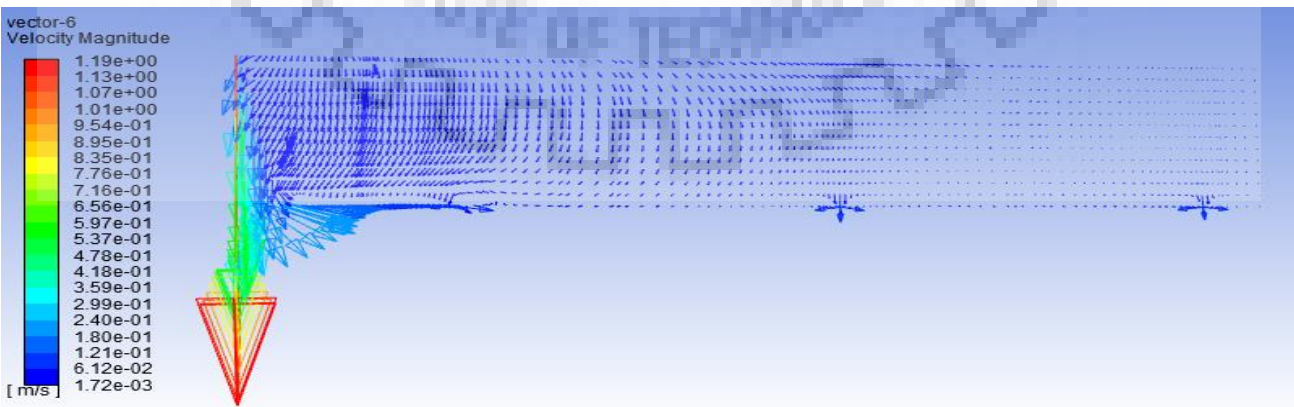 vector-6
Velocity Magnitude
1.19e+00
1.13e+00
1.07e+00
1.01e+00
9.54e-01
8.95e-01
8.35e-01
7.76e-01
7.16e-01
6.56e-01
5.97e-01
5.37e-01
4.78e-01
4.18e-01
3.59e-01
2.99e-01
2.40e-01
1.80e-01
1.21e-01
6.12e-02
1.72e-03
[ m/s ]
OF